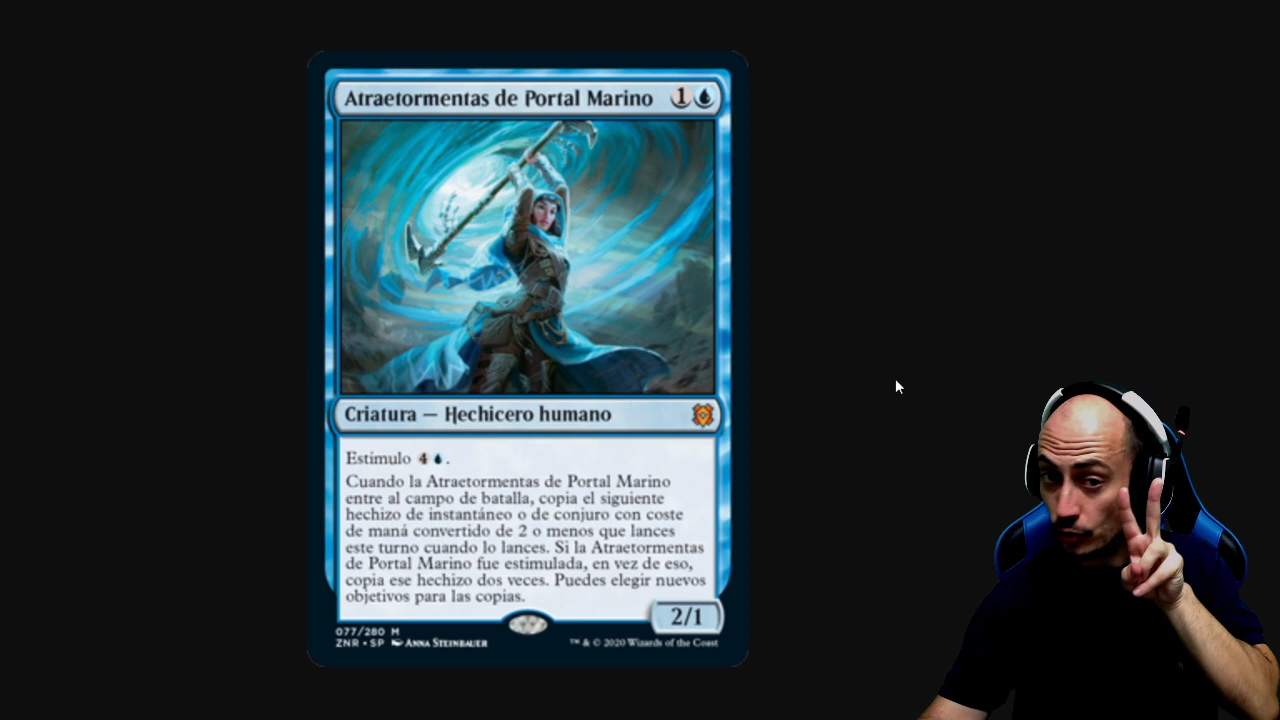 Atraetormentas de Portal Marino 1
Criatura — Hechicero humano
Estímulo 4 .
Cuando la Atraetormentas de Portal Marino
entre al campo de batalla, copia el siguiente
hechizo de instantáneo o de conjuro con coste
de maná convertido de 2 o menos que lances
este turno cuando lo lances. Si la Atraetormentas
de Portal Marino fue estimulada, en vez de eso,
copia ese hechizo dos veces. Puedes elegir nuevos
objetivos para las copias.
2/1
077/280 M
ZNR • SP Anna Steinbauer
™ & © 2020 Wizards of the Coast